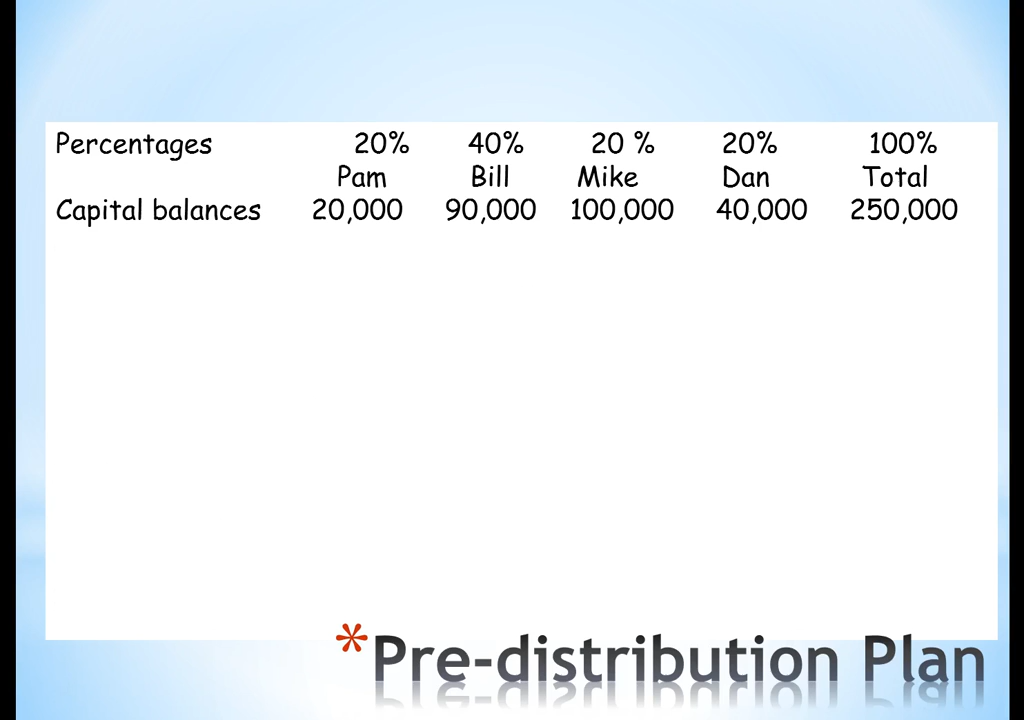 Percentages 20% 40% 20 % 20% 100%
Pam Bill Mike Dan Total
Capital balances 20,000 90,000 100,000 40,000 250,000
*Pre-distribution Plan